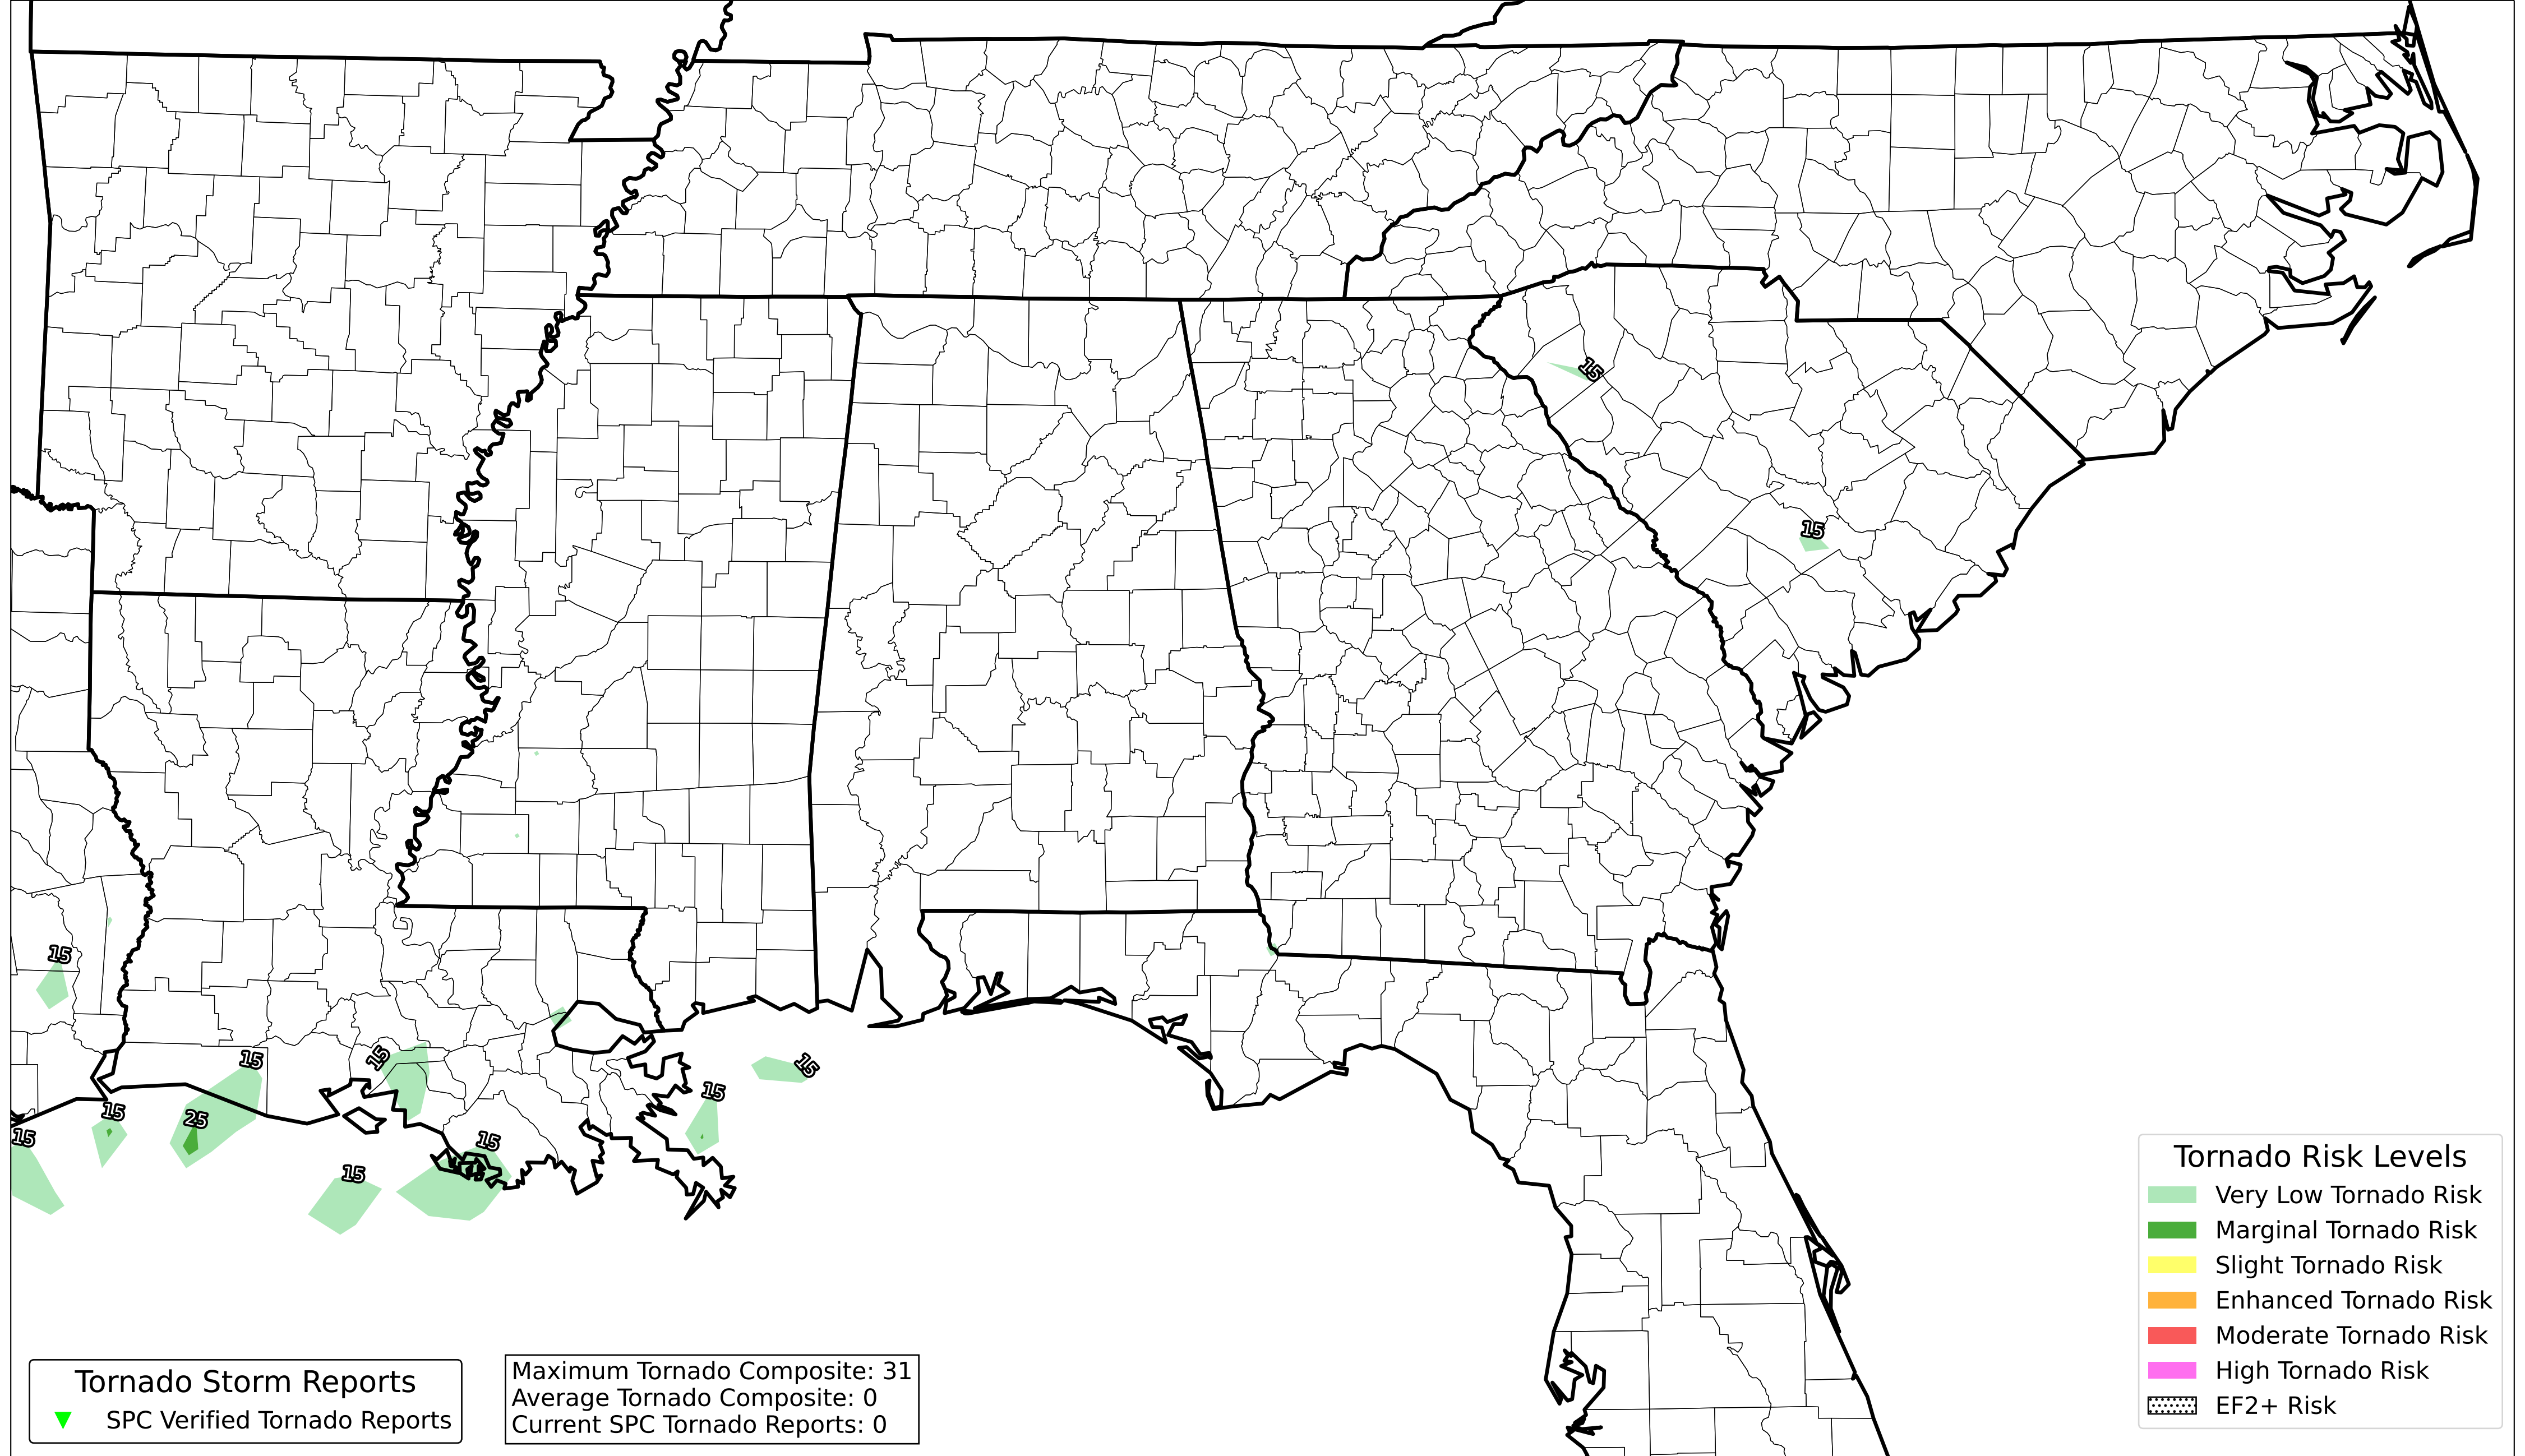 15
15
15
15
15
15
15
15
25
15
15
15
Tornado Risk Levels
Very Low Tornado Risk
Marginal Tornado Risk
Slight Tornado Risk
Enhanced Tornado Risk
Moderate Tornado Risk
High Tornado Risk
EF2+ Risk
Tornado Storm Reports
SPC Verified Tornado Reports
Maximum Tornado Composite: 31
Average Tornado Composite: 0
Current SPC Tornado Reports: 0